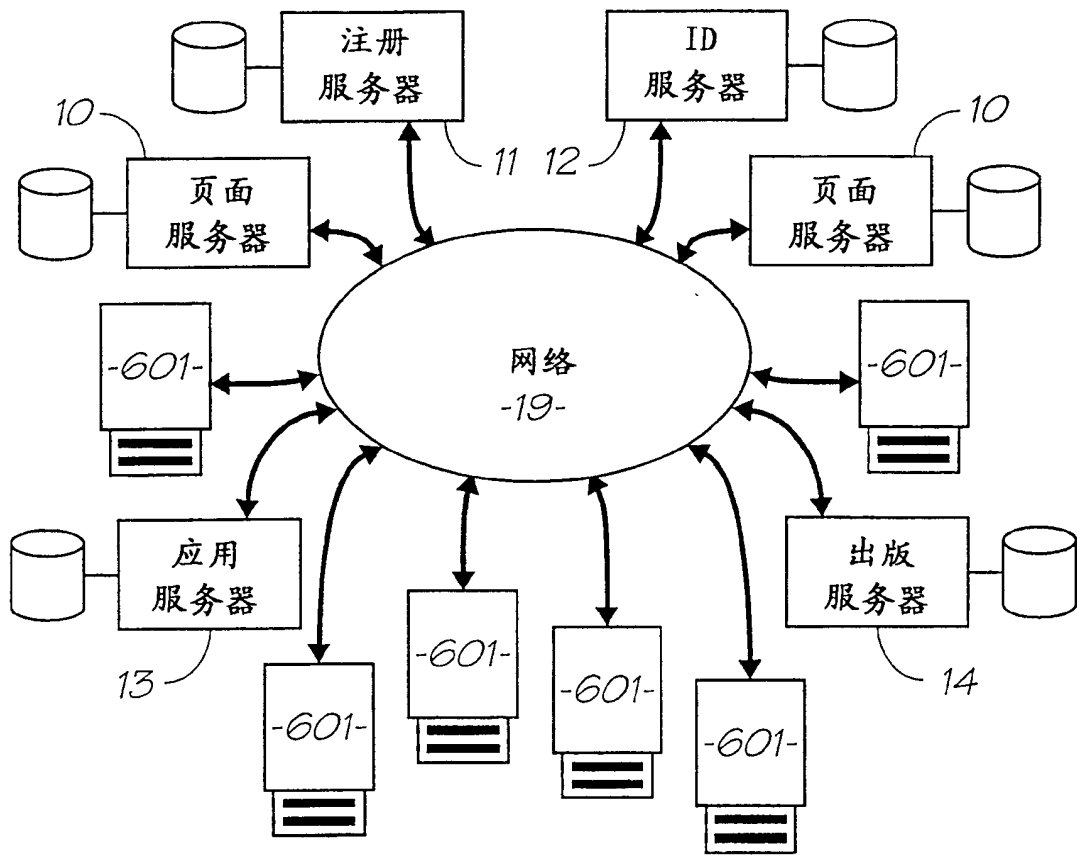 注册
服务器
ID
服务器
10
10
11
12
页面
服务器
页面
服务器
-601-
网络
-19-
-601-
应用
服务器
出版
服务器
-601-
-601-
13
14
-601-
-601-